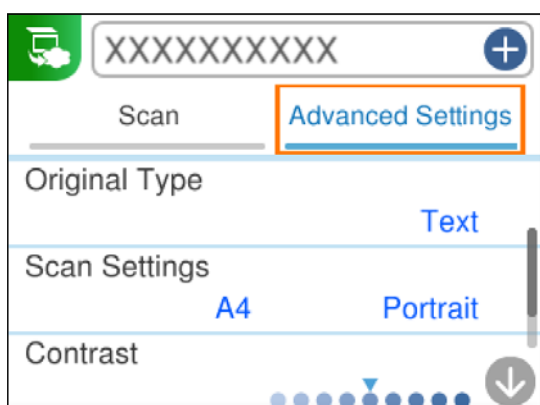 XXXXXXXXXX
Scan
Advanced Settings
Original Type
Text
Scan Settings
A4 Portrait
Contrast